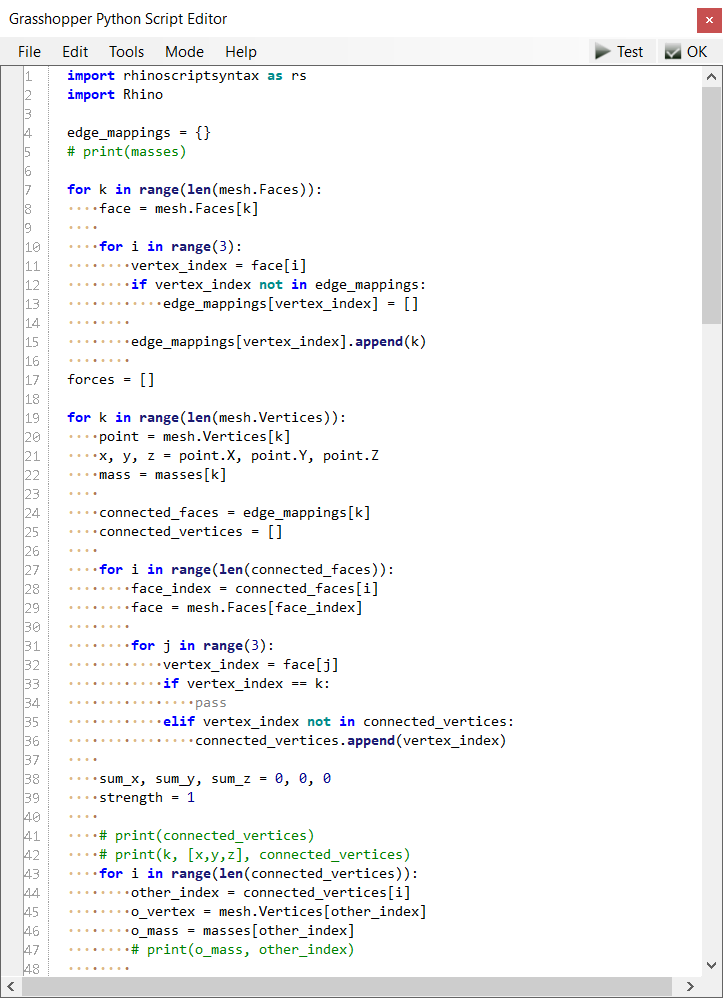 Grasshopper Python Script Editor
File Edit Tools Mode Help Test OK
1 import rhinoscriptsyntax as rs
2 import Rhino
3
4 edge_mappings = {}
5 # print(masses)
6
7 for k in range(len(mesh.Faces)):
8     face = mesh.Faces[k]
9
10     for i in range(3):
11         vertex_index = face[i]
12         if vertex_index not in edge_mappings:
13             edge_mappings[vertex_index] = []
14
15         edge_mappings[vertex_index].append(k)
16
17 forces = []
18
19 for k in range(len(mesh.Vertices)):
20     point = mesh.Vertices[k]
21     x, y, z = point.X, point.Y, point.Z
22     mass = masses[k]
23
24     connected_faces = edge_mappings[k]
25     connected_vertices = []
26
27     for i in range(len(connected_faces)):
28         face_index = connected_faces[i]
29         face = mesh.Faces[face_index]
30
31         for j in range(3):
32             vertex_index = face[j]
33             if vertex_index == k:
34                 pass
35             elif vertex_index not in connected_vertices:
36                 connected_vertices.append(vertex_index)
37
38     sum_x, sum_y, sum_z = 0, 0, 0
39     strength = 1
40
41     # print(connected_vertices)
42     # print(k, [x,y,z], connected_vertices)
43     for i in range(len(connected_vertices)):
44         other_index = connected_vertices[i]
45         o_vertex = mesh.Vertices[other_index]
46         o_mass = masses[other_index]
47         # print(o_mass, other_index)
48